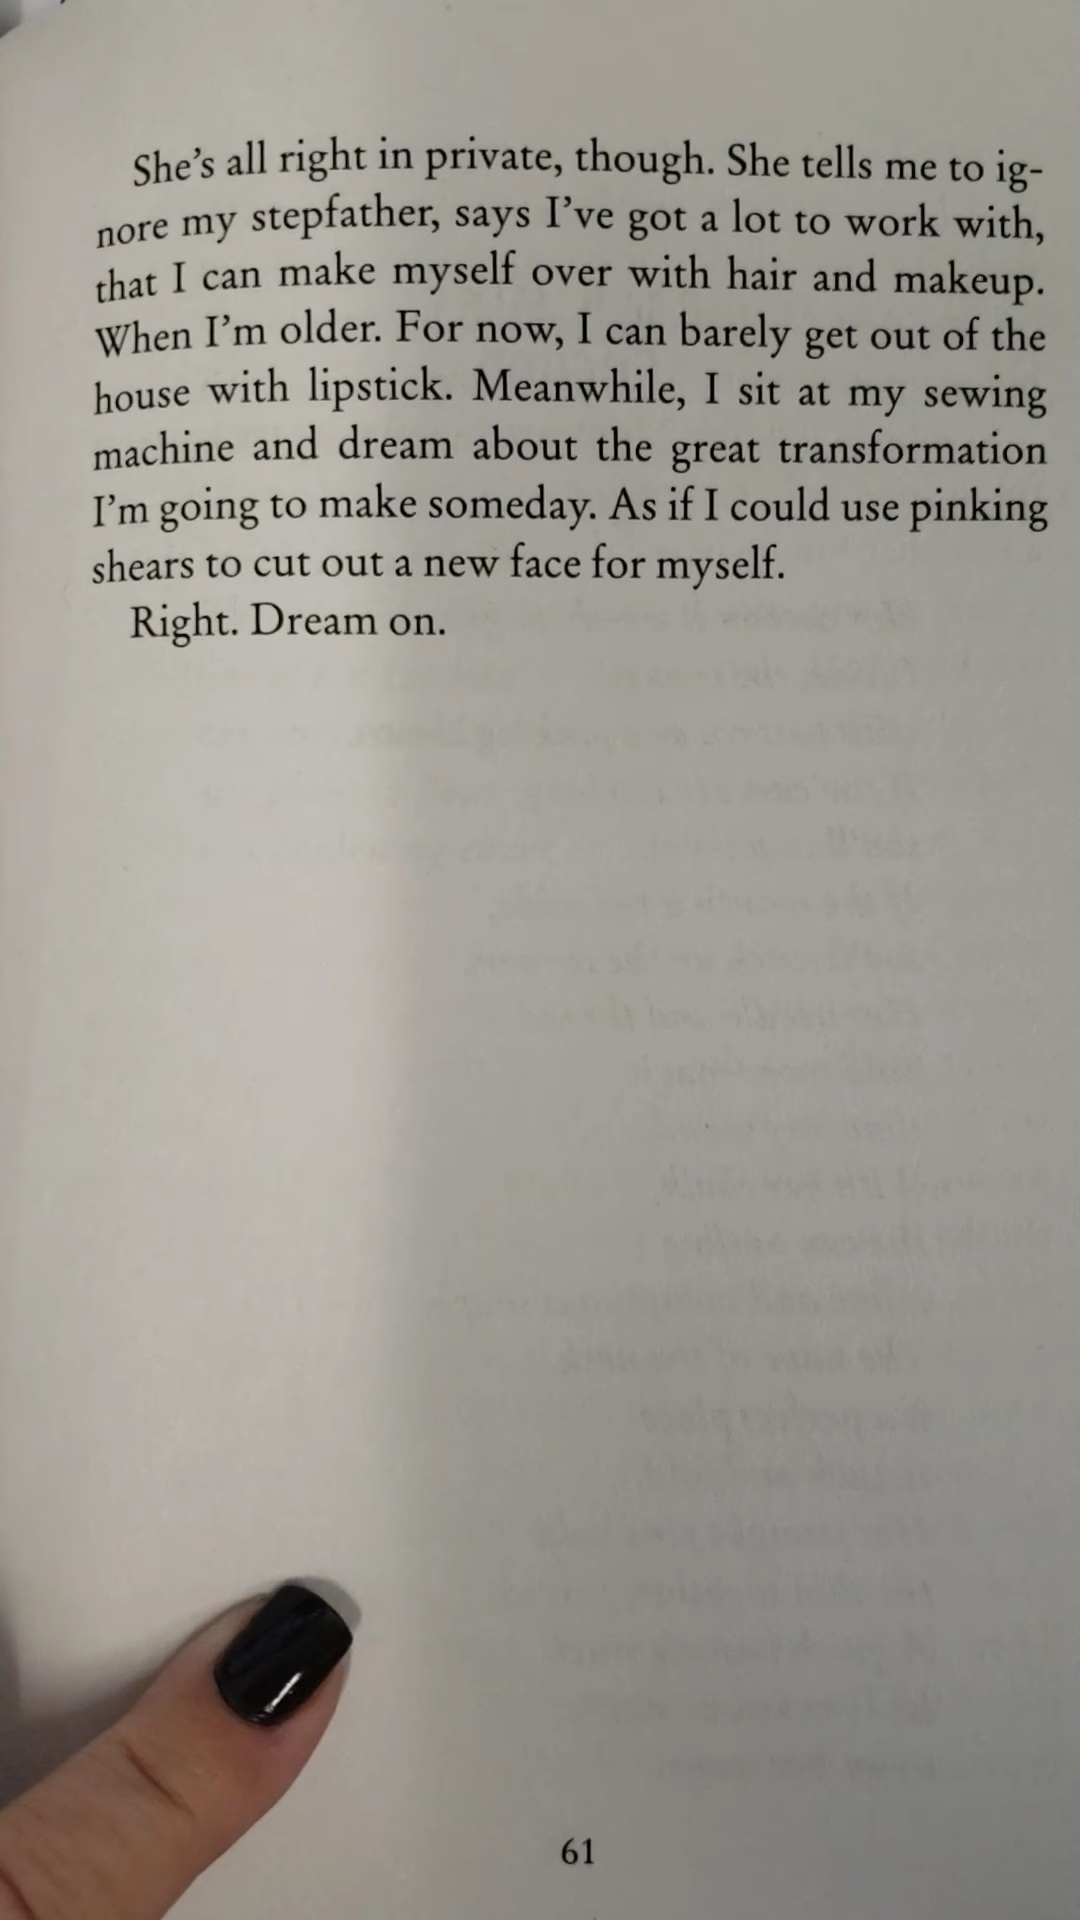 She's all right in private, though. She tells me to ig-
nore my stepfather, says I've got a lot to work with,
that I can make myself over with hair and makeup.
When I'm older. For now, I can barely get out of the
house with lipstick. Meanwhile, I sit at my sewing
machine and dream about the great transformation
I'm going to make someday. As if I could use pinking
shears to cut out a new face for myself.
Right. Dream on.
61